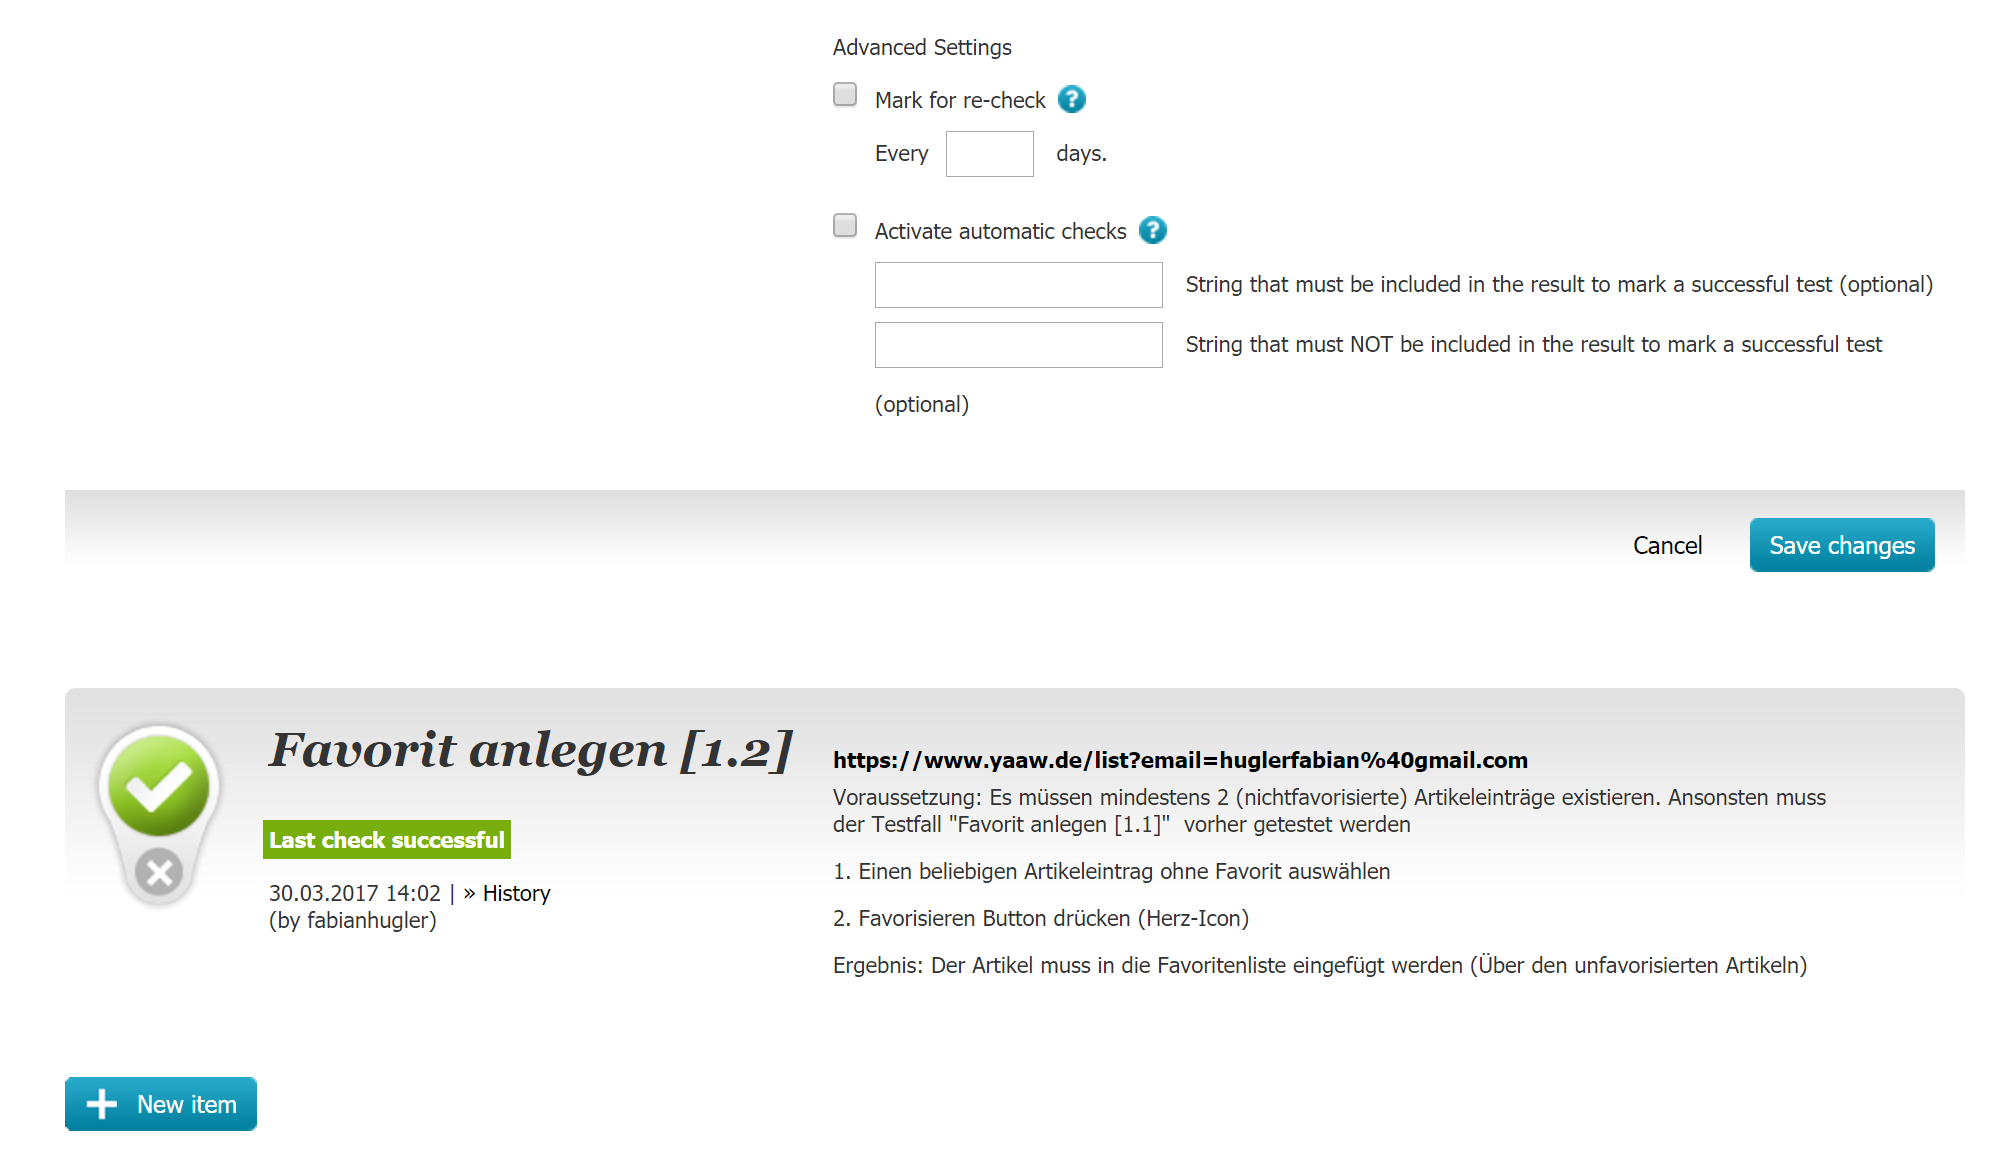 Advanced Settings
Mark for re-check ?
Every days.
Activate automatic checks ?
String that must be included in the result to mark a successful test (optional)
String that must NOT be included in the result to mark a successful test
(optional)
Cancel Save changes
Favorit anlegen [1.2]
Last check successful
30.03.2017 14:02 | » History
(by fabianhugler)
https://www.yaaw.de/list?email=huglerfabian%40gmail.com
Voraussetzung: Es müssen mindestens 2 (nichtfavorisierte) Artikeleinträge existieren. Ansonsten muss
der Testfall "Favorit anlegen [1.1]"  vorher getestet werden
1. Einen beliebigen Artikeleintrag ohne Favorit auswählen
2. Favorisieren Button drücken (Herz-Icon)
Ergebnis: Der Artikel muss in die Favoritenliste eingefügt werden (Über den unfavorisierten Artikeln)
New item